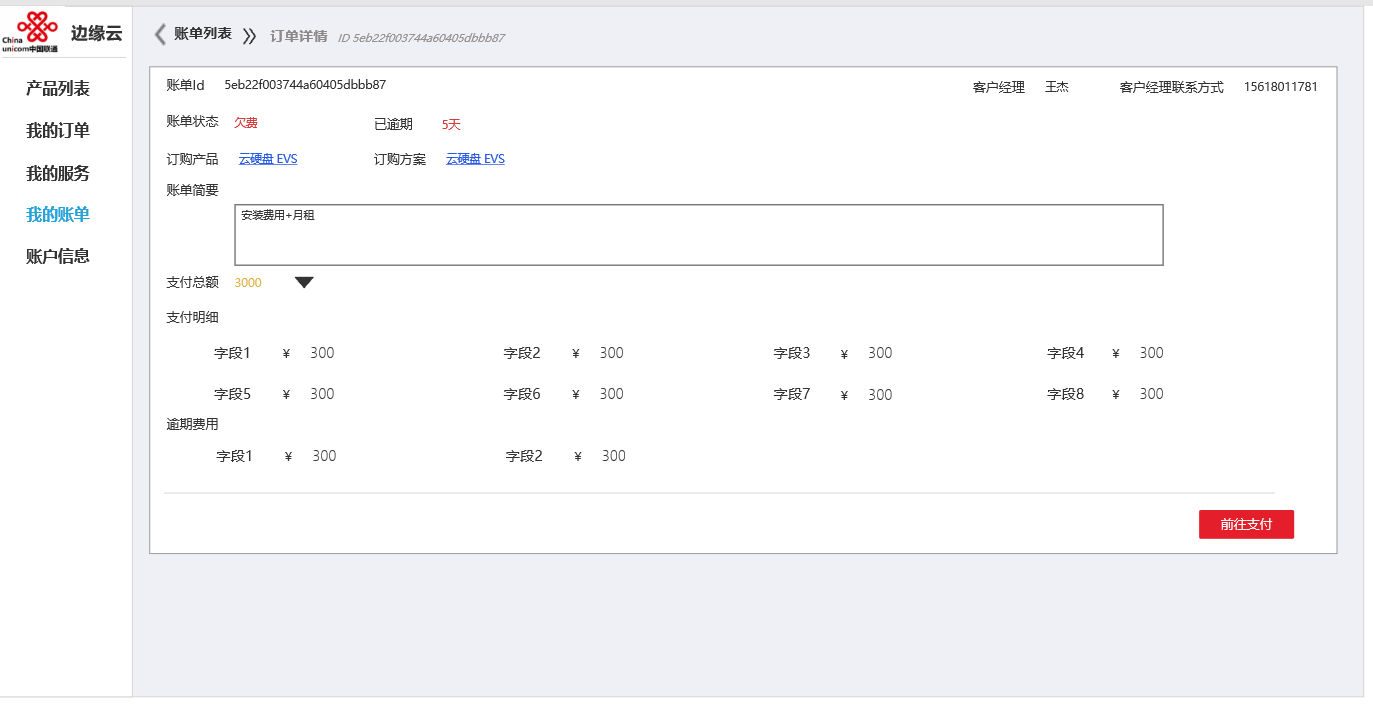 China
unicom中国联通
边缘云
产品列表
我的订单
我的服务
我的账单
账户信息
账单列表 订单详情 ID 5eb22f003744a60405dbbb87
账单Id 5eb22f003744a60405dbbb87 客户经理 王杰 客户经理联系方式 15618011781
账单状态 欠费 已逾期 5天
订购产品 云硬盘 EVS 订购方案 云硬盘 EVS
账单简要
安装费用+月租
支付总额 3000
支付明细
字段1 ¥ 300 字段2 ¥ 300 字段3 ¥ 300 字段4 ¥ 300
字段5 ¥ 300 字段6 ¥ 300 字段7 ¥ 300 字段8 ¥ 300
逾期费用
字段1 ¥ 300 字段2 ¥ 300
前往支付